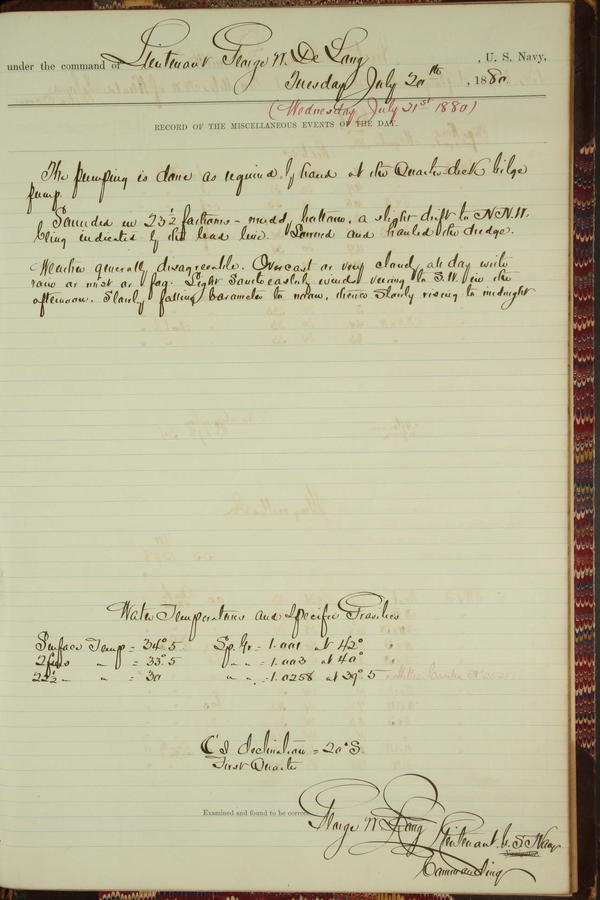 under the command of Lieutenant George W. De Long , U. S. Navy,
Tuesday July 20th , 1880
(Wednesday July 21st 1880)
RECORD OF THE MISCELLANEOUS EVENTS OF THE DAY.
The pumping is done as required by hand at the Quarter-deck bilge
pump.
Sounded in 23½ fathoms - mud bottom, a slight drift to N.N.W.
being indicated by the lead line. Lowered and hauled the dredge.
Weather generally disagreeable. Overcast or very cloudy all day with
rain or mist or fog. Light Southeasterly winds veering to S.W. in the
afternoon. Slowly falling barometer to noon, thence slowly rising to midnight
Water Temperatures and Specific Gravities
Surface Temp = 34°.5 Sp. Gr = 1.001 at 42°
2 fms " = 33°.5 " " = 1.003 at 40°
22½ " " = 30 " " = 1.0258 at 39°.5
C's declination = 20° S.
First Quarter
Examined and found to be correct
George W. De Long Lieutenant, U. S. Navy
Commanding